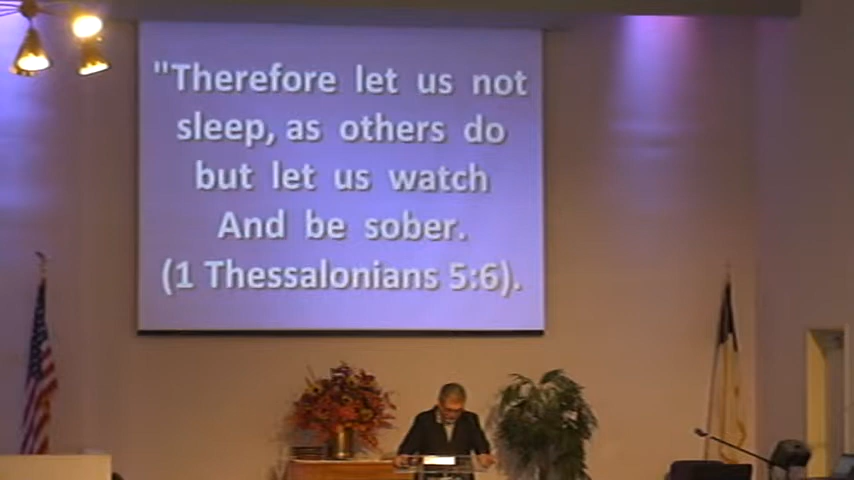 "Therefore let us not
sleep, as others do
but let us watch
And be sober.
(1 Thessalonians 5:6).